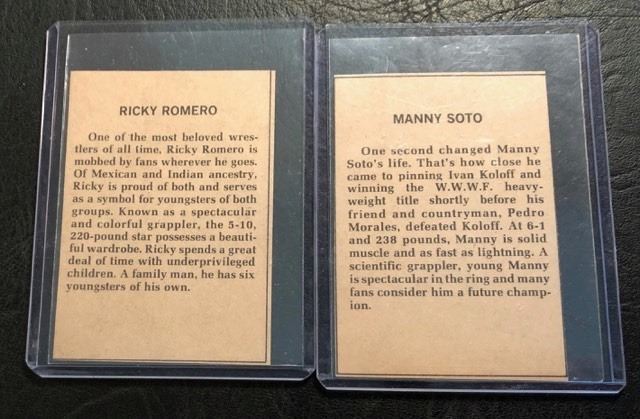 RICKY ROMERO
One of the most beloved wres-
tlers of all time, Ricky Romero is
mobbed by fans wherever he goes.
Of Mexican and Indian ancestry,
Ricky is proud of both and serves
as a symbol for youngsters of both
groups. Known as a spectacular
and colorful grappler, the 5-10,
220-pound star possesses a beauti-
ful wardrobe. Ricky spends a great
deal of time with underprivileged
children. A family man, he has six
youngsters of his own.
MANNY SOTO
One second changed Manny
Soto's life. That's how close he
came to pinning Ivan Koloff and
winning the W.W.W.F. heavy-
weight title shortly before his
friend and countryman, Pedro
Morales, defeated Koloff. At 6-1
and 238 pounds, Manny is solid
muscle and as fast as lightning. A
scientific grappler, young Manny
is spectacular in the ring and many
fans consider him a future champ-
ion.